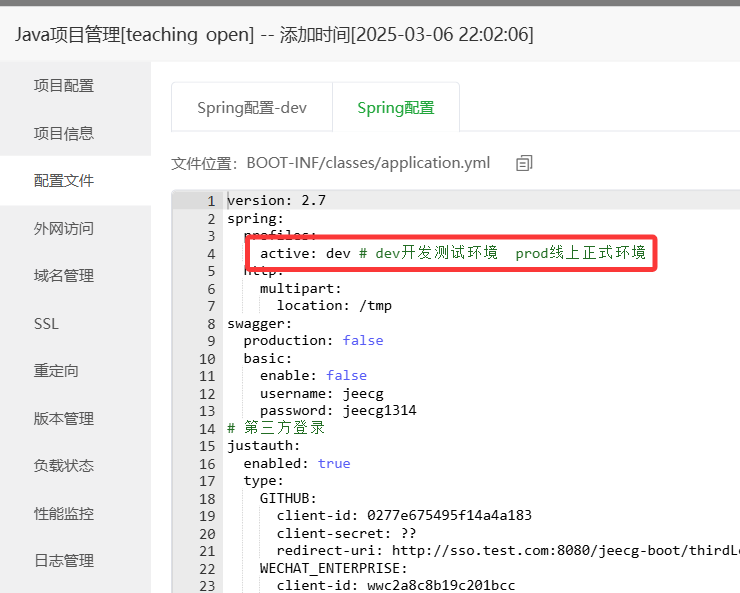 Java项目管理[teaching_open] -- 添加时间[2025-03-06 22:02:06]
项目配置
项目信息
配置文件
外网访问
域名管理
SSL
重定向
版本管理
负载状态
性能监控
日志管理
Spring配置-dev
Spring配置
文件位置: BOOT-INF/classes/application.yml
1 version: 2.7
2 spring:
3 profiles:
4 active: dev # dev开发测试环境 prod线上正式环境
5 http:
6 multipart:
7 location: /tmp
8 swagger:
9 production: false
10 basic:
11 enable: false
12 username: jeecg
13 password: jeecg1314
14 # 第三方登录
15 justauth:
16 enabled: true
17 type:
18 GITHUB:
19 client-id: 0277e675495f14a4a183
20 client-secret: ??
21 redirect-uri: http://sso.test.com:8080/jeecg-boot/thirdLo
22 WECHAT_ENTERPRISE:
23 client-id: wwc2a8c8b19c201bcc